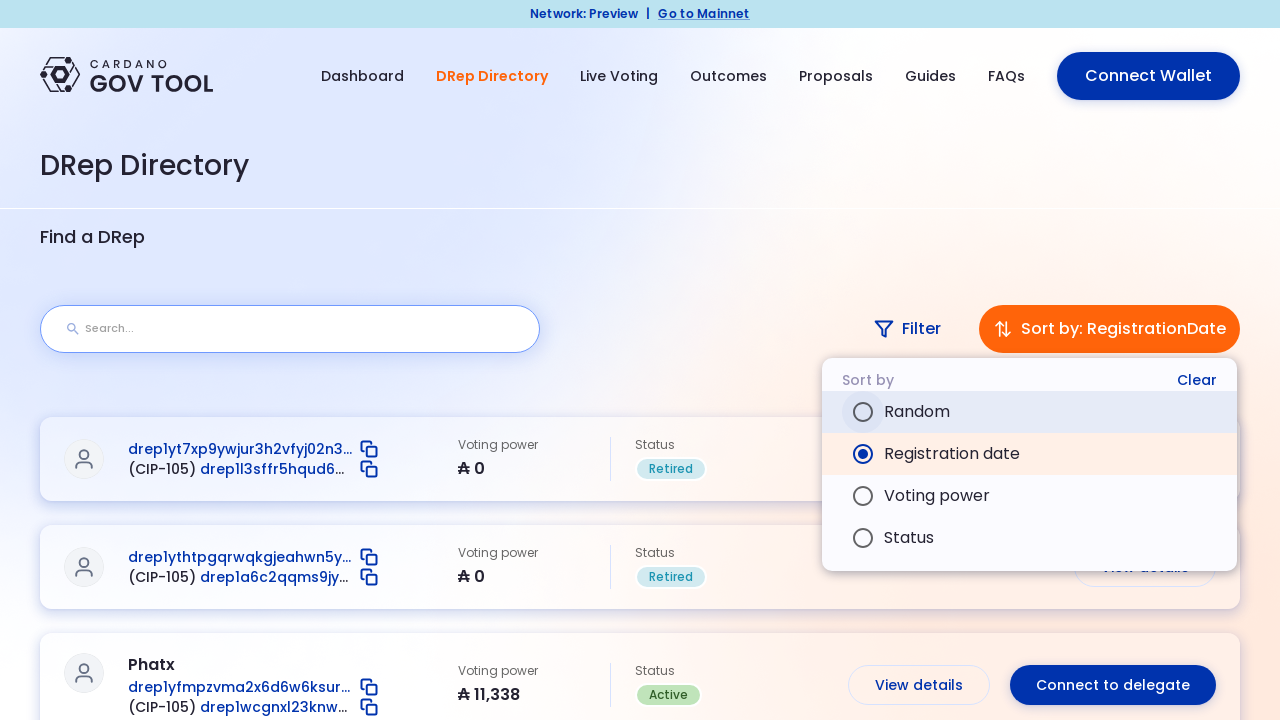 Network: Preview | Go to Mainnet
CARDANO
GOV TOOL
Dashboard
DRep Directory
Live Voting
Outcomes
Proposals
Guides
FAQs
Connect Wallet
DRep Directory
Find a DRep
Search...
Filter
Sort by: RegistrationDate
Sort by
Clear
Random
Registration date
Voting power
Status
drep1yt7xp9ywjur3h2vfyj02n3...
(CIP-105) drep1l3sffr5hqud6...
Voting power
₳ 0
Status
Retired
drep1ythtpgqrwqkgjeahwn5y...
(CIP-105) drep1a6c2qqms9jy...
Voting power
₳ 0
Status
Retired
View details
Phatx
drep1yfmpzvma2x6d6w6ksur...
(CIP-105) drep1wcgnxl23knw...
Voting power
₳ 11,338
Status
Active
View details
Connect to delegate